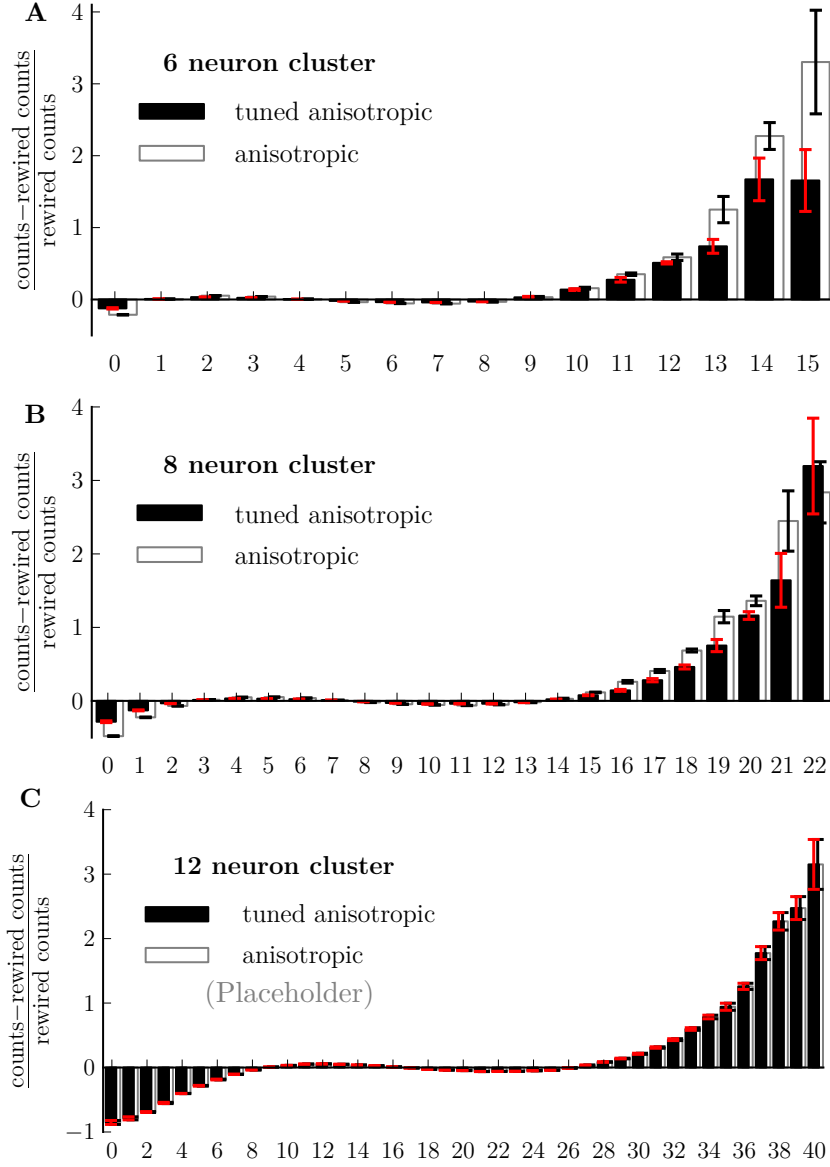 A
4
3
2
1
0
6 neuron cluster
tuned anisotropic
anisotropic
counts−rewired counts
rewired counts
0 1 2 3 4 5 6 7 8 9 10 11 12 13 14 15
B
4
3
2
1
0
8 neuron cluster
tuned anisotropic
anisotropic
counts−rewired counts
rewired counts
0 1 2 3 4 5 6 7 8 9 10 11 12 13 14 15 16 17 18 19 20 21 22
C
4
3
2
1
0
−1
12 neuron cluster
tuned anisotropic
anisotropic
(Placeholder)
counts−rewired counts
rewired counts
0 2 4 6 8 10 12 14 16 18 20 22 24 26 28 30 32 34 36 38 40